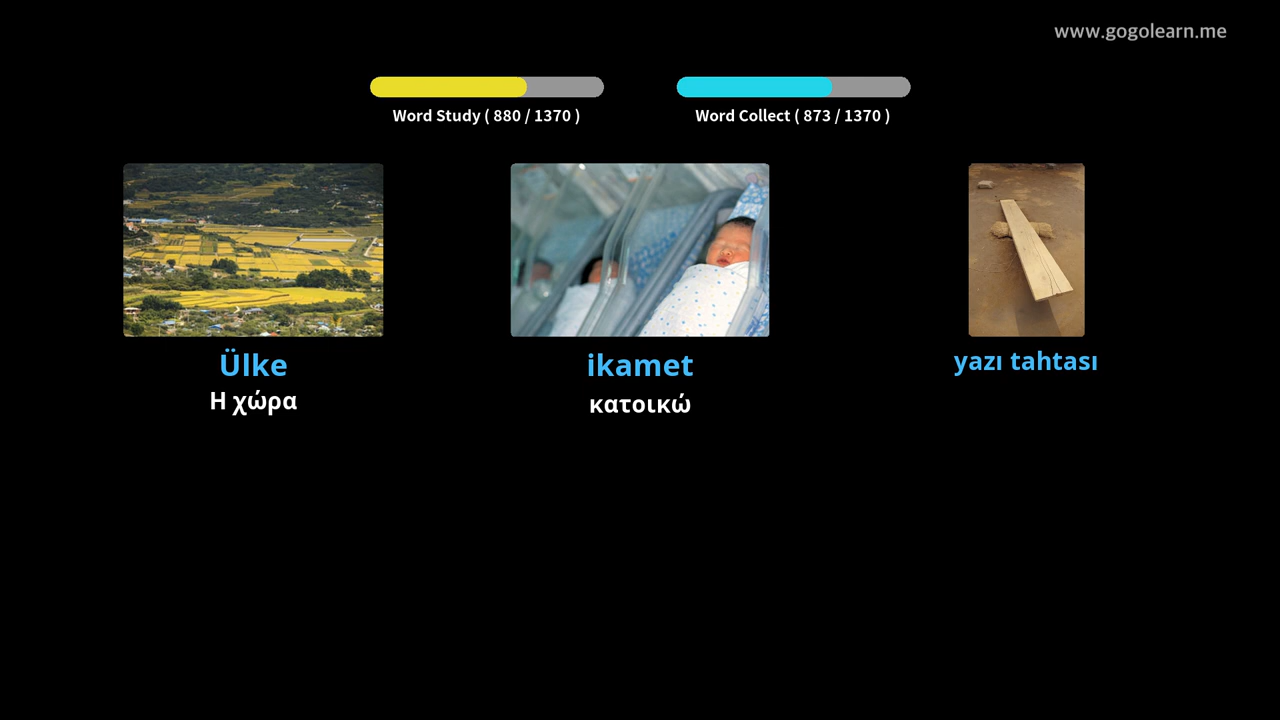 www.gogolearn.me
Word Study ( 880 / 1370 )
Word Collect ( 873 / 1370 )
Ülke
Η χώρα
ikamet
κατοικώ
yazı tahtası